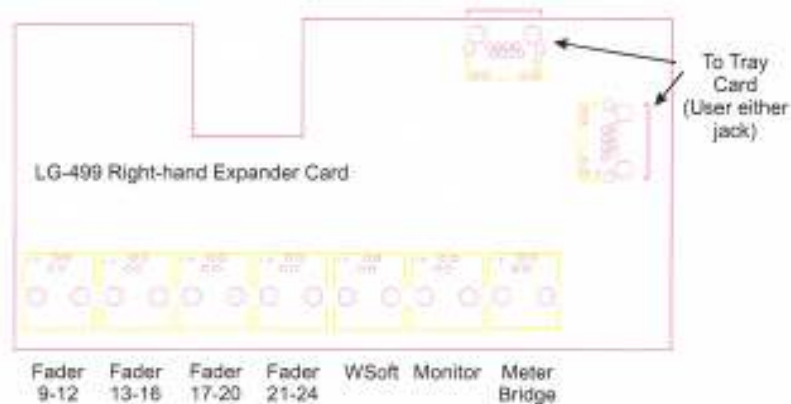 To Tray
Card
(User either
jack)
LG-499 Right-hand Expander Card
Fader Fader Fader Fader WSoft Monitor Meter
9-12 13-16 17-20 21-24 Bridge